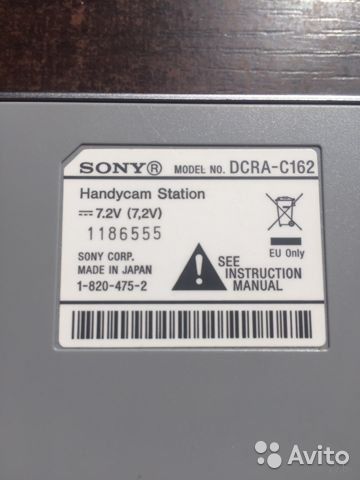 SONY® MODEL NO. DCRA-C162
Handycam Station
⎓ 7.2V (7,2V)
1186555
SONY CORP.
MADE IN JAPAN
1-820-475-2
SEE
INSTRUCTION
MANUAL
EU Only
Avito